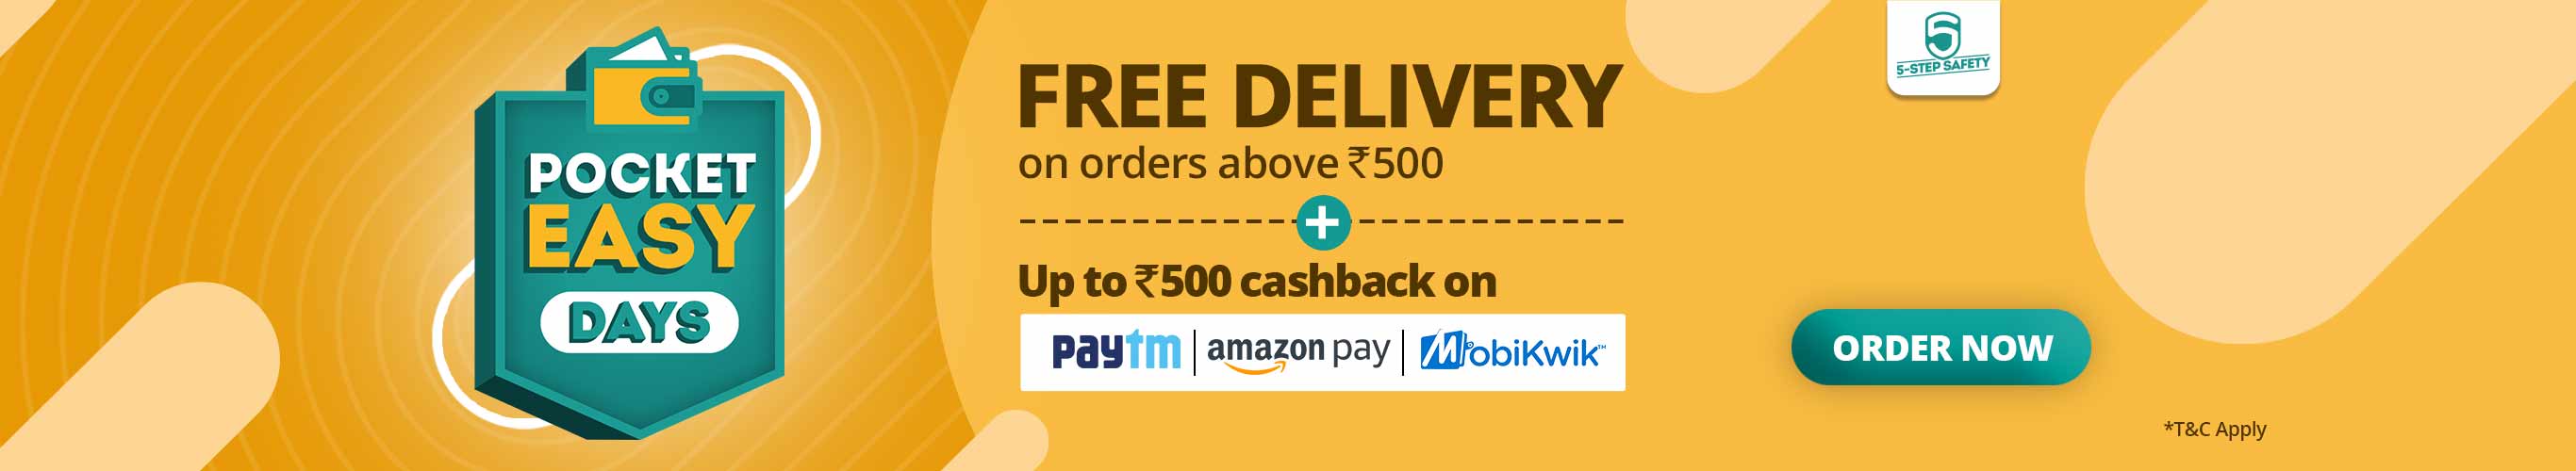 POCKET
EASY
DAYS
FREE DELIVERY
on orders above ₹500
+
Up to ₹500 cashback on
paytm | amazon pay | MobiKwik™
5
5-STEP SAFETY
ORDER NOW
*T&C Apply